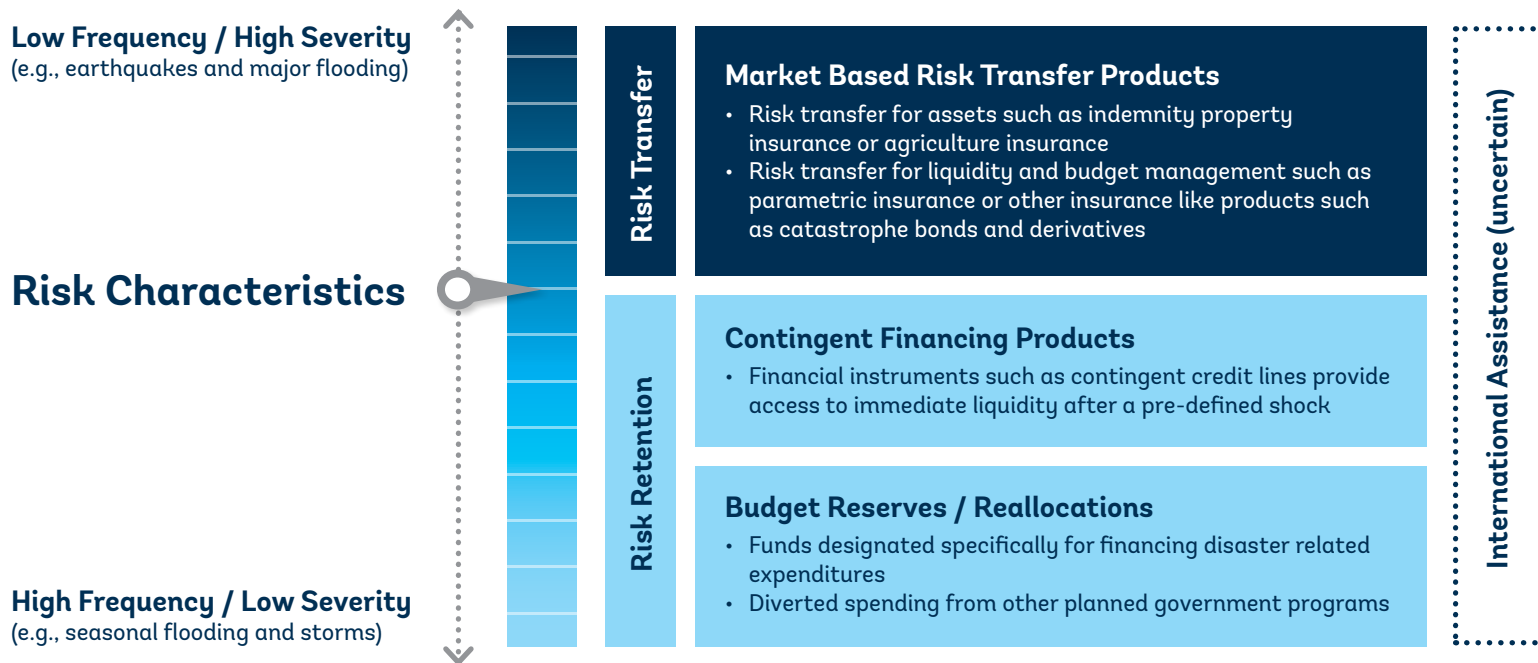 Low Frequency / High Severity
(e.g., earthquakes and major flooding)
Risk Characteristics
High Frequency / Low Severity
(e.g., seasonal flooding and storms)
Risk Transfer
Market Based Risk Transfer Products
• Risk transfer for assets such as indemnity property
insurance or agriculture insurance
• Risk transfer for liquidity and budget management such as
parametric insurance or other insurance like products such
as catastrophe bonds and derivatives
Risk Retention
Contingent Financing Products
• Financial instruments such as contingent credit lines provide
access to immediate liquidity after a pre-defined shock
Budget Reserves / Reallocations
• Funds designated specifically for financing disaster related
expenditures
• Diverted spending from other planned government programs
International Assistance (uncertain)